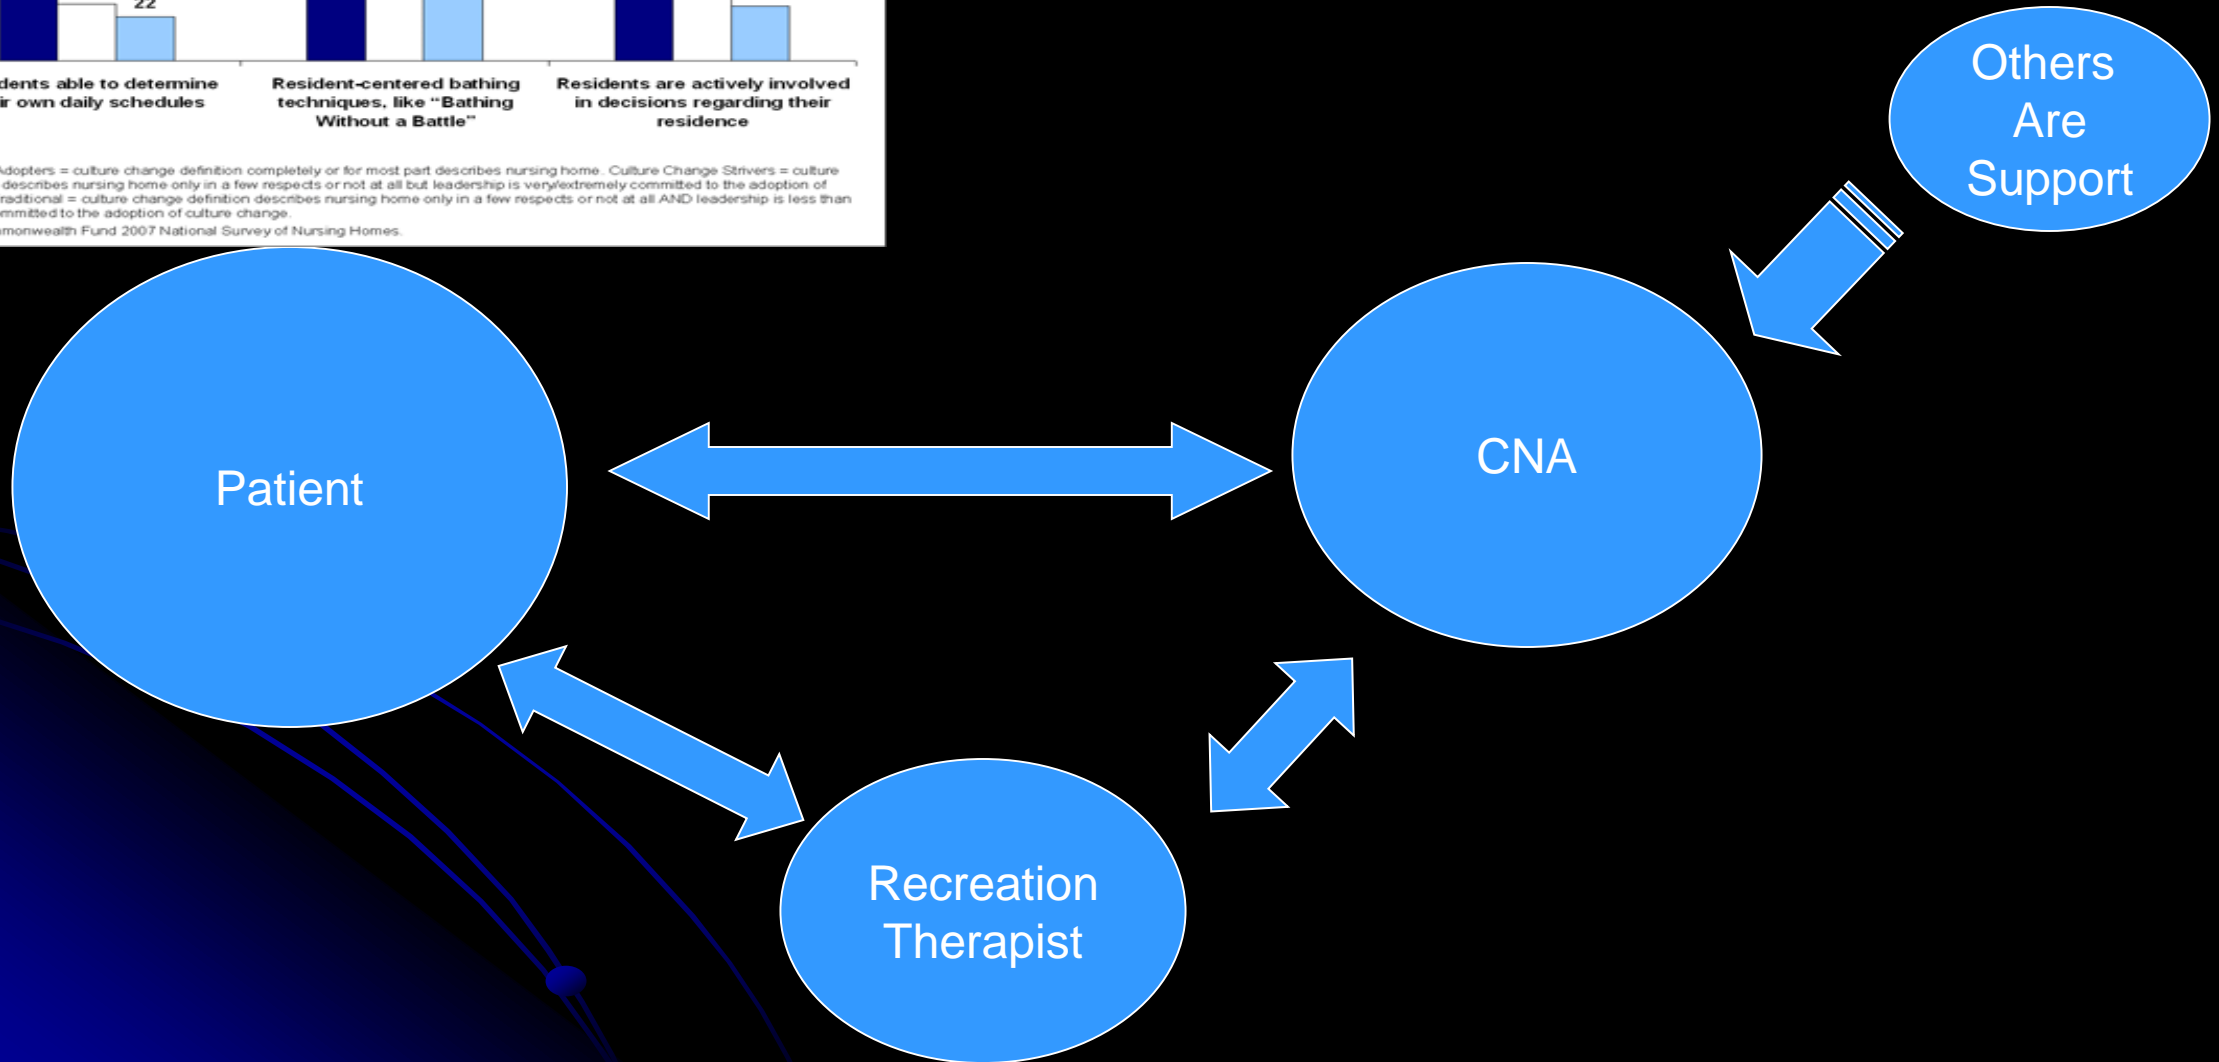 22
dents able to determine
ir own daily schedules
Resident-centered bathing
techniques, like “Bathing
Without a Battle”
Residents are actively involved
in decisions regarding their
residence
Adopters = culture change definition completely or for most part describes nursing home. Culture Change Strivers = culture
describes nursing home only in a few respects or not at all but leadership is very/extremely committed to the adoption of
raditional = culture change definition describes nursing home only in a few respects or not at all AND leadership is less than
mmitted to the adoption of culture change.
mmonwealth Fund 2007 National Survey of Nursing Homes.
Others
Are
Support
Patient
CNA
Recreation
Therapist